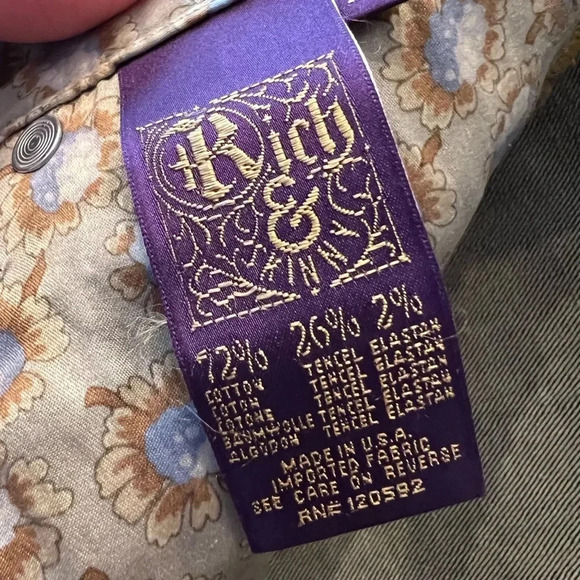 Rich
&
SKINNY
72% 26% 2%
COTTON TENCEL ELASTAN
COTON TENCEL ELASTAN
COTONE TENCEL ELASTAN
BAUMWOLLE TENCEL ELASTAN
ALGODON TENCEL ELASTAN
MADE IN U.S.A.
IMPORTED FABRIC
SEE CARE ON REVERSE
RN# 120592